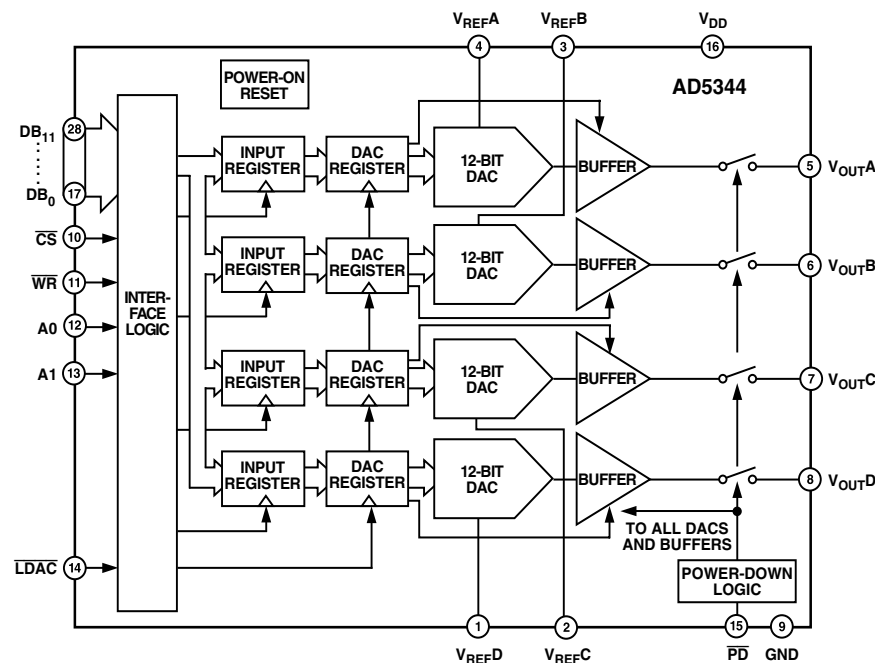 VREFA VREFB VDD
4 3 16
POWER-ON
RESET
AD5344
DB11
28
17
DB0
CS
10
WR
11
A0
12
A1
13
LDAC
14
INTER-
FACE
LOGIC
INPUT
REGISTER
DAC
REGISTER
12-BIT
DAC
BUFFER
5
VOUTA
INPUT
REGISTER
DAC
REGISTER
12-BIT
DAC
BUFFER
6
VOUTB
INPUT
REGISTER
DAC
REGISTER
12-BIT
DAC
BUFFER
7
VOUTC
INPUT
REGISTER
DAC
REGISTER
12-BIT
DAC
BUFFER
8
VOUTD
TO ALL DACS
AND BUFFERS
POWER-DOWN
LOGIC
1 2 15 9
VREFD VREFC PD GND